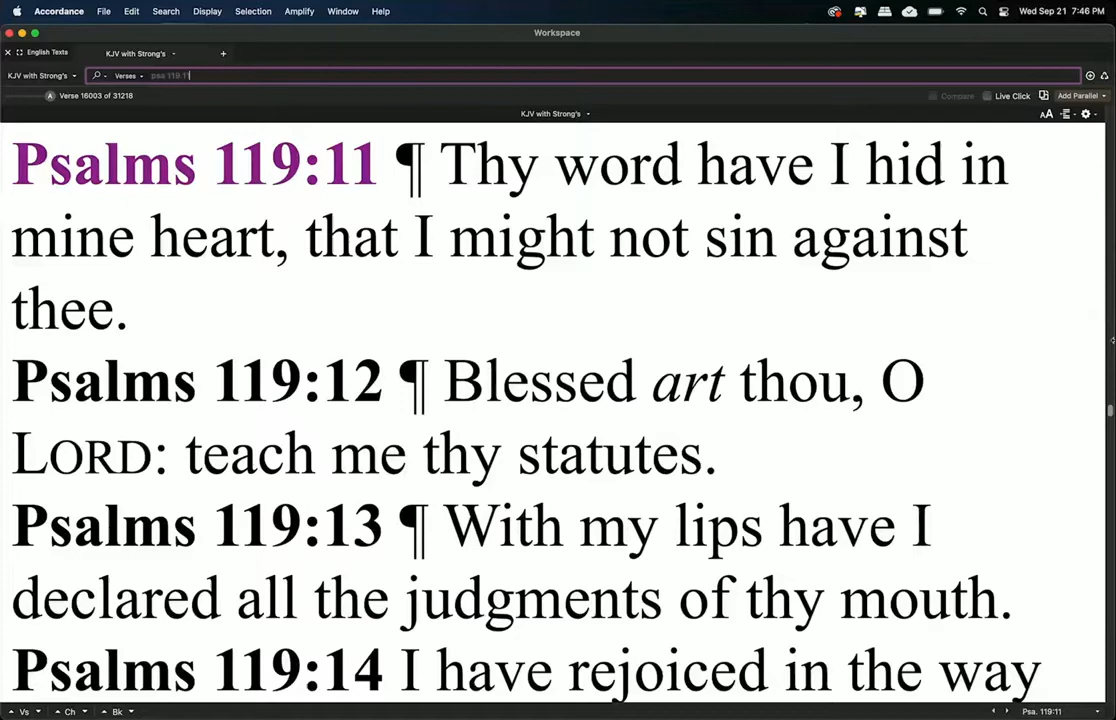 Accordance File Edit Search Display Selection Amplify Window Help Wed Sep 21 7:46 PM
Workspace
English Texts KJV with Strong's
KJV with Strong's Verses psa 119.11
A Verse 16003 of 31218 Compare Live Click Add Parallel
KJV with Strong's AA
Psalms 119:11 ¶ Thy word have I hid in
mine heart, that I might not sin against
thee.
Psalms 119:12 ¶ Blessed art thou, O
LORD: teach me thy statutes.
Psalms 119:13 ¶ With my lips have I
declared all the judgments of thy mouth.
Psalms 119:14 I have rejoiced in the way
Vs Ch Bk Psa. 119:11